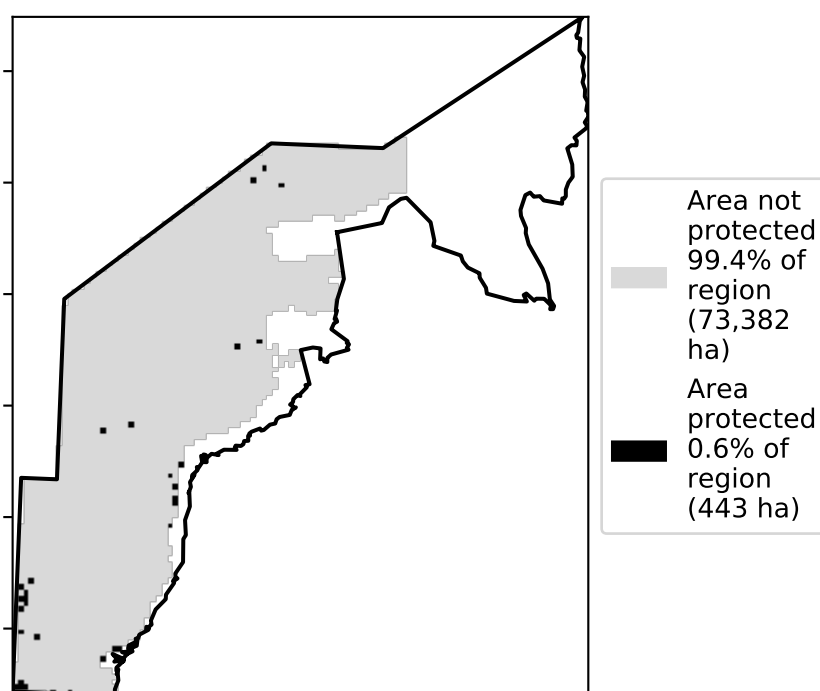 Area not
protected
99.4% of
region
(73,382
ha)
Area
protected
0.6% of
region
(443 ha)